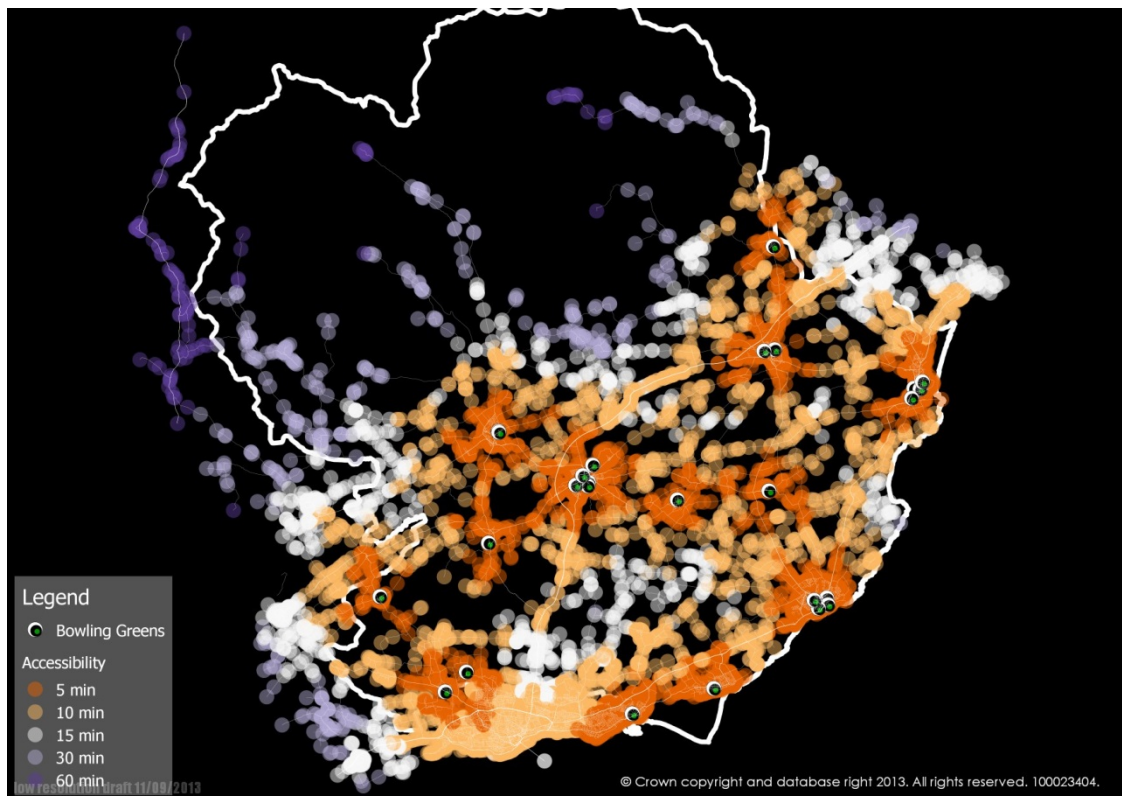 Legend
Bowling Greens
Accessibility
5 min
10 min
15 min
30 min
60 min
low resolution draft 11/09/2013
© Crown copyright and database right 2013. All rights reserved. 100023404.